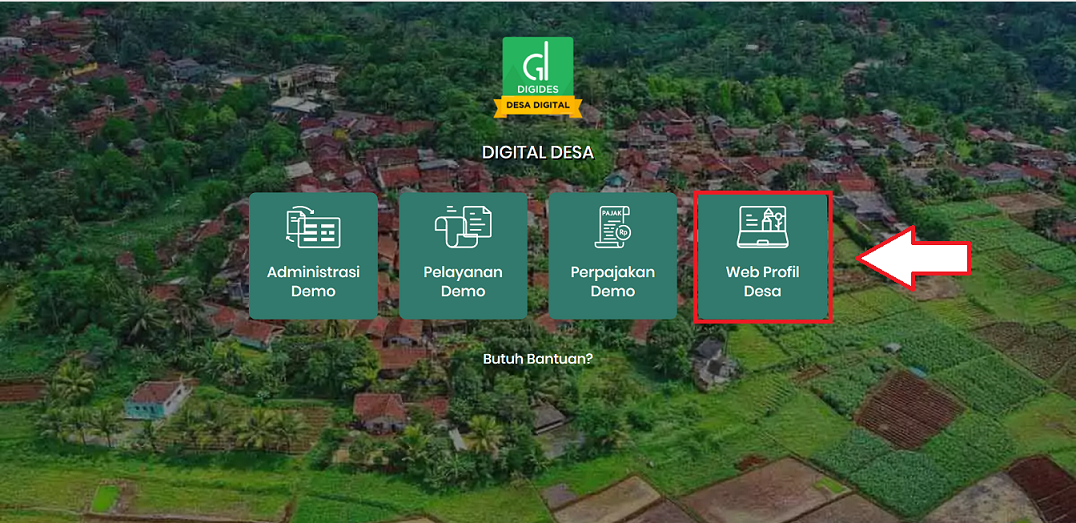 DIGIDES
DESA DIGITAL
DIGITAL DESA
PAJAK
Rp
Administrasi
Demo
Pelayanan
Demo
Perpajakan
Demo
Web Profil
Desa
Butuh Bantuan?